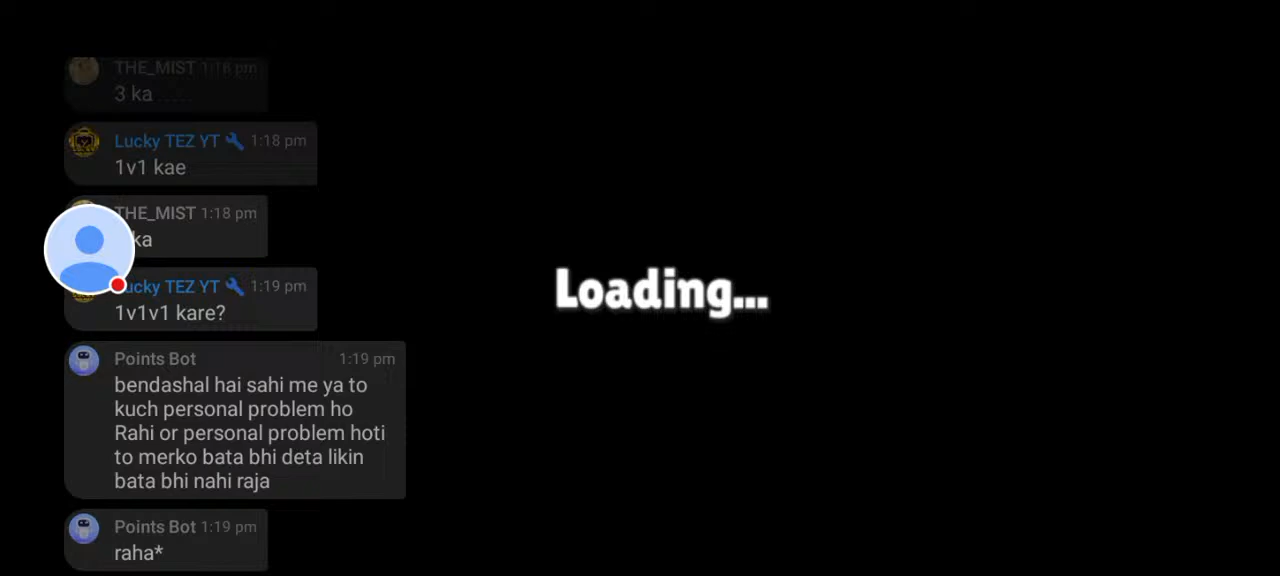 THE_MIST 1:18 pm
3 ka .....
Lucky TEZ YT 1:18 pm
1v1 kae
THE_MIST 1:18 pm
ka
Lucky TEZ YT 1:19 pm
1v1v1 kare?
Points Bot 1:19 pm
bendashal hai sahi me ya to
kuch personal problem ho
Rahi or personal problem hoti
to merko bata bhi deta likin
bata bhi nahi raja
Points Bot 1:19 pm
raha*
Loading...